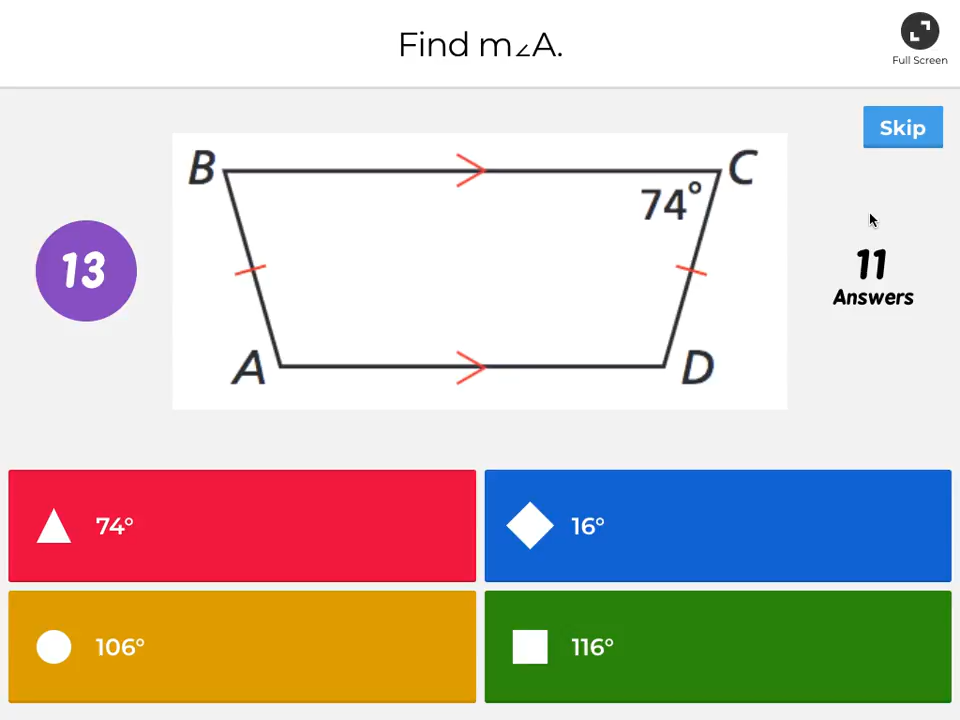 Find m∠A.
Full Screen
Skip
B
C
74°
13
11
Answers
A
D
74°
16°
106°
116°